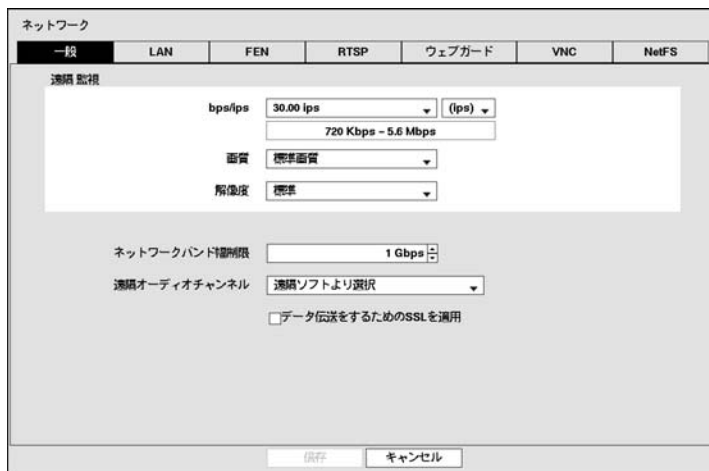 ネットワーク
一般 LAN FEN RTSP ウェブガード VNC NetFS
遠隔 監視
bps/ips 30.00 ips (ips)
720 Kbps – 5.6 Mbps
画質 標準画質
解像度 標準
ネットワークバンド幅制限 1 Gbps
遠隔オーディオチャンネル 遠隔ソフトより選択
データ伝送をするためのSSLを適用
保存 キャンセル